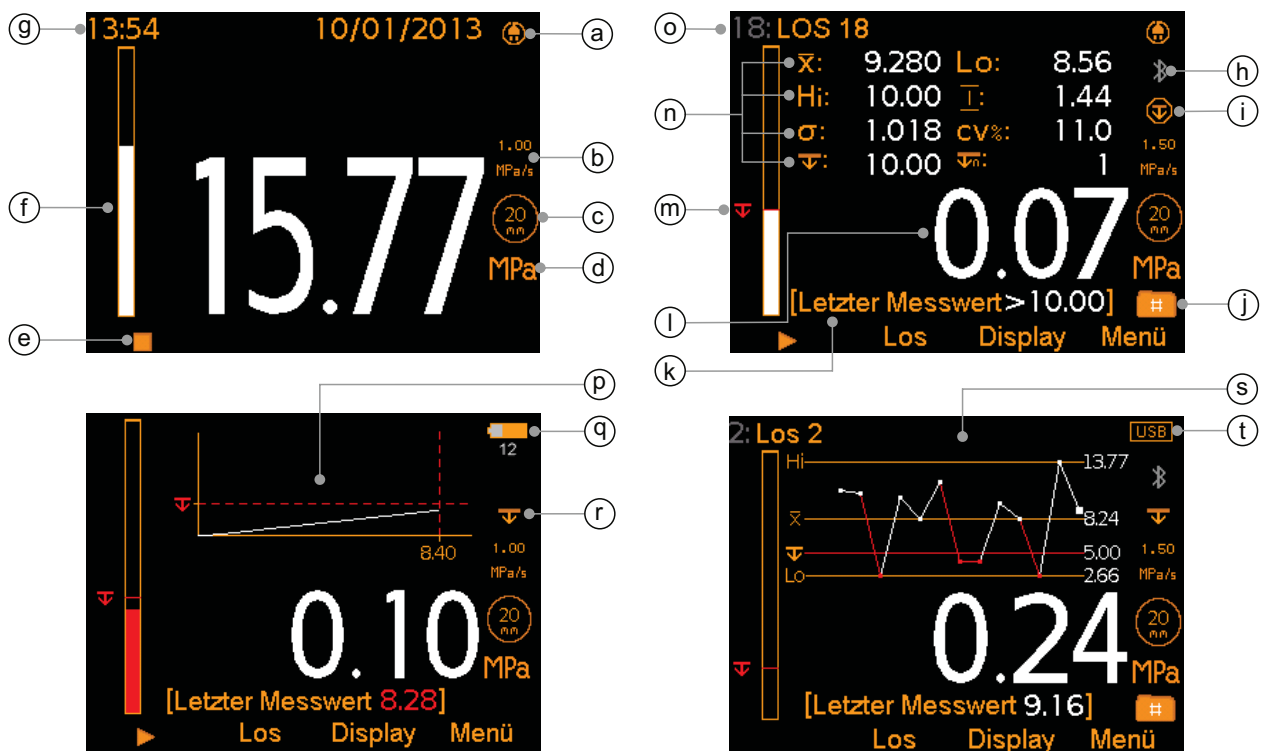 g
13:54 10/01/2013
a
1.00
MPa/s
b
f
15.77
20
mm
c
MPa
d
e
o
18: LOS 18
x̅: 9.280 Lo: 8.56
h
n
Hi: 10.00 I: 1.44
i
σ: 1.018 cv%: 11.0
1.50
MPa/s
10.00 n: 1
m
0.07
20
mm
MPa
l
[Letzter Messwert>10.00]
#
j
Los Display Menü
k
p
q
12
r
8.40
1.00
MPa/s
0.10
20
mm
MPa
[Letzter Messwert 8.28]
Los Display Menü
s
2: Los 2
USB
t
Hi 13.77
x̅ 8.24
5.00
Lo 2.66
1.50
MPa/s
0.24
20
mm
MPa
[Letzter Messwert 9.16]
#
Los Display Menü